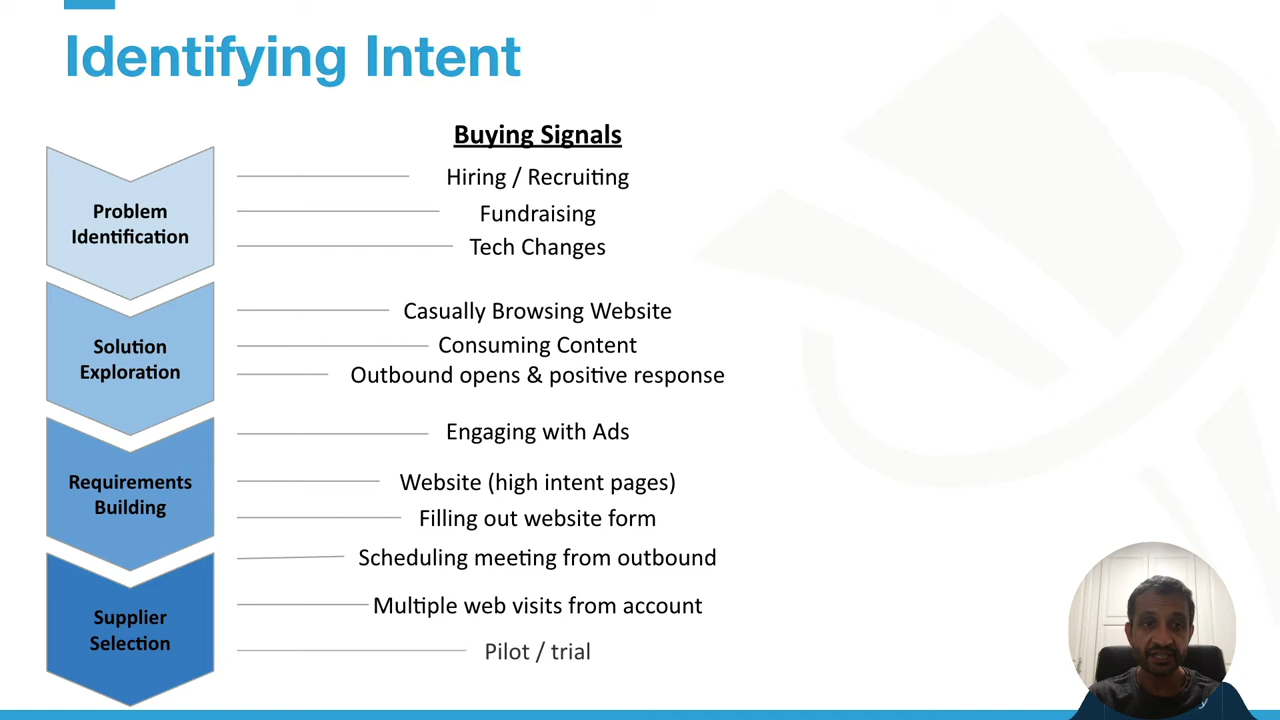 Identifying Intent
Buying Signals
Problem
Identification
Hiring / Recruiting
Fundraising
Tech Changes
Solution
Exploration
Casually Browsing Website
Consuming Content
Outbound opens & positive response
Requirements
Building
Engaging with Ads
Website (high intent pages)
Filling out website form
Scheduling meeting from outbound
Supplier
Selection
Multiple web visits from account
Pilot / trial